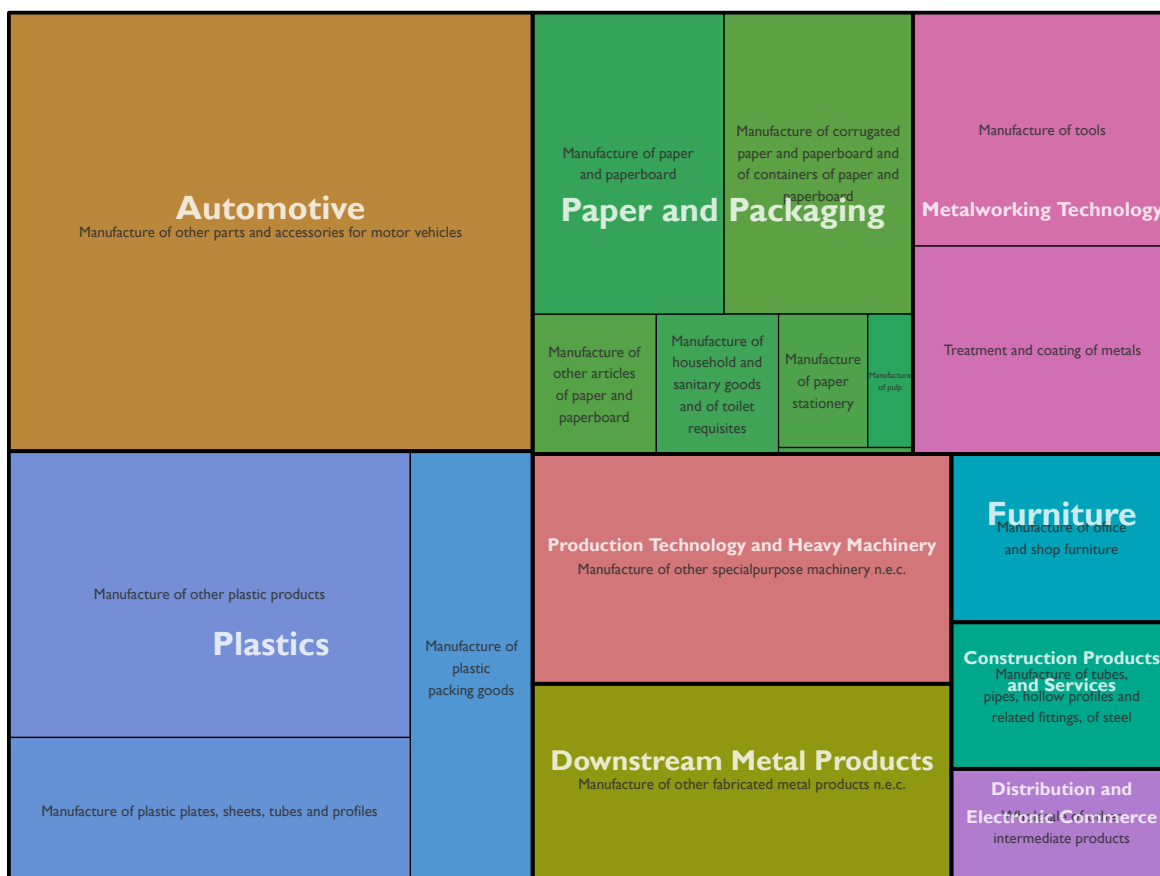 Automotive
Manufacture of other parts and accessories for motor vehicles
Manufacture of paper
and paperboard
Manufacture of corrugated
paper and paperboard and
of containers of paper and
paperboard
Paper and Packaging
Manufacture of tools
Metalworking Technology
Treatment and coating of metals
Manufacture of
other articles
of paper and
paperboard
Manufacture of
household and
sanitary goods
and of toilet
requisites
Manufacture
of paper
stationery
Manufacture
of pulp
Manufacture of other plastic products
Plastics
Manufacture of
plastic
packing goods
Manufacture of plastic plates, sheets, tubes and profiles
Production Technology and Heavy Machinery
Manufacture of other specialpurpose machinery n.e.c.
Furniture
Manufacture of office
and shop furniture
Construction Products
and Services
Manufacture of tubes,
pipes, hollow profiles and
related fittings, of steel
Downstream Metal Products
Manufacture of other fabricated metal products n.e.c.
Distribution and
Electronic Commerce
Wholesale of other
intermediate products